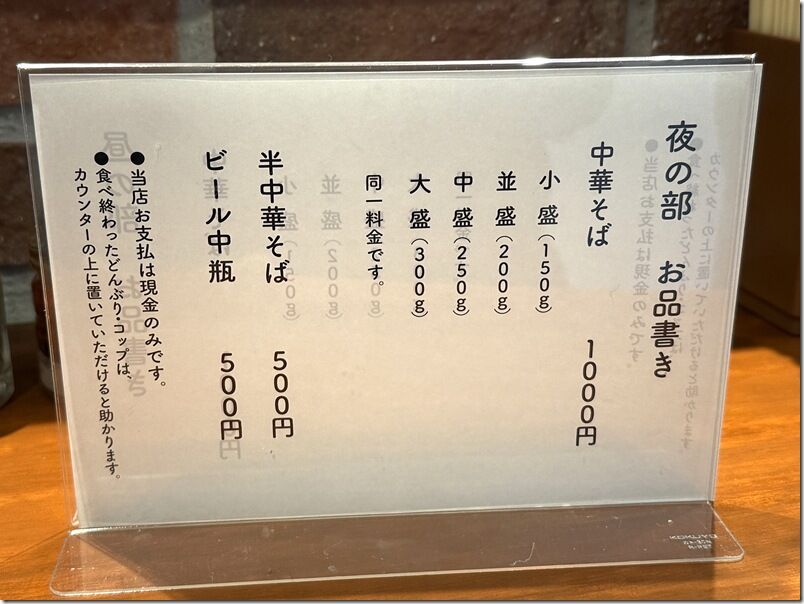 夜の部 お品書き
中華そば 1000円
小盛(150g)
並盛(200g)
中盛(250g)
大盛(300g)
同一料金です。
半中華そば 500円
ビール中瓶 500円
●当店お支払は現金のみです。
●食べ終わったどんぶり・コップは、
カウンターの上に置いていただけると助かります。